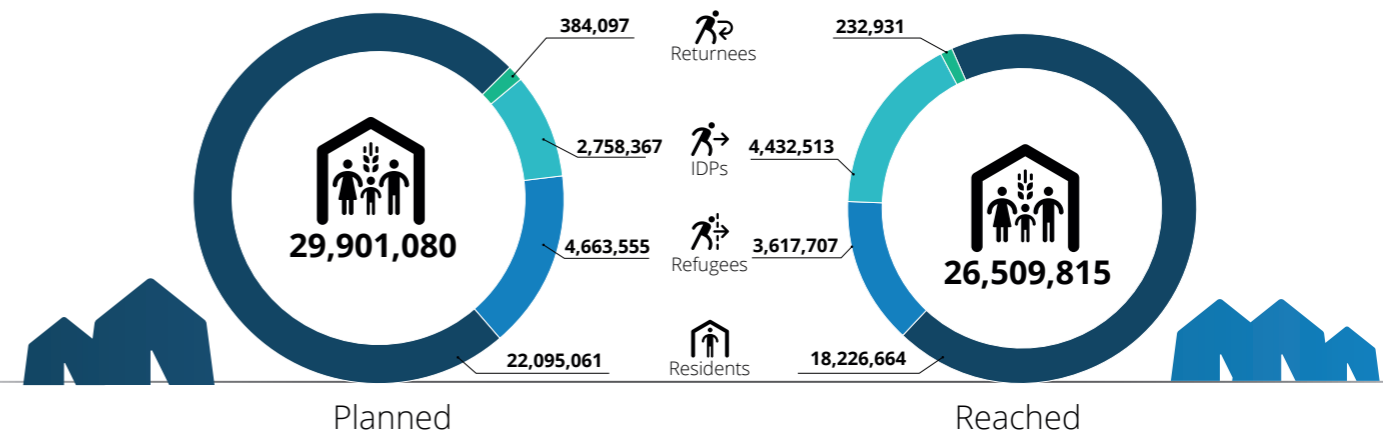 384,097
Returnees
232,931
2,758,367
IDPs
4,432,513
29,901,080
4,663,555
Refugees
3,617,707
26,509,815
22,095,061
Residents
18,226,664
Planned
Reached